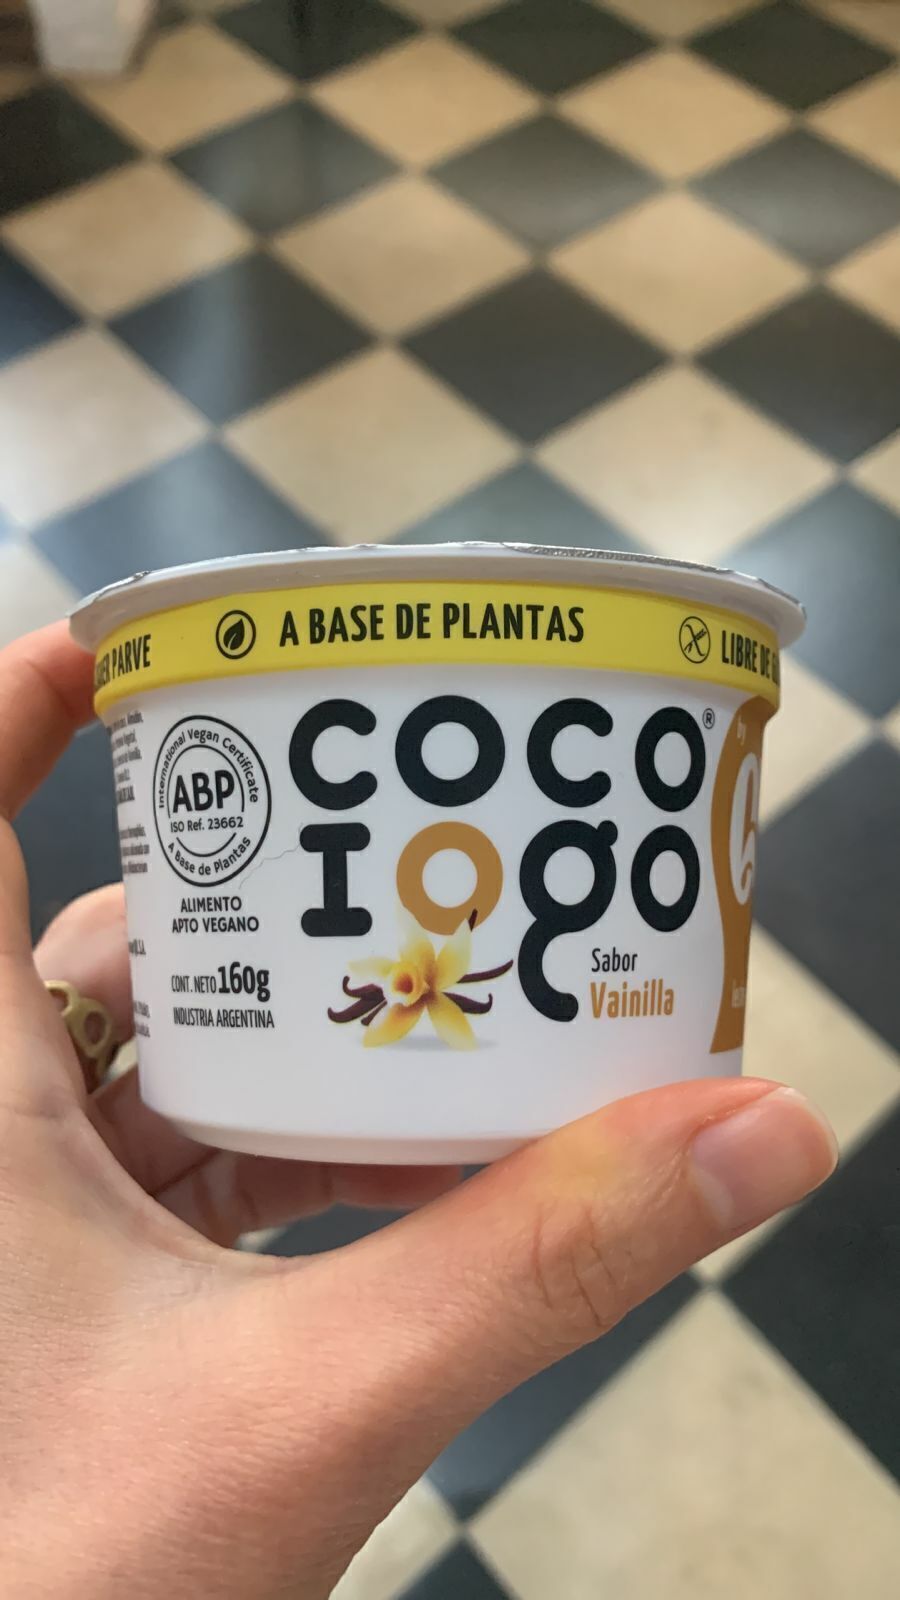 PARVE
A BASE DE PLANTAS
LIBRE DE
International Vegan Certificate
ABP
ISO Ref. 23662
A Base de Plantas
ALIMENTO
APTO VEGANO
CONT. NETO 160g
INDUSTRIA ARGENTINA
COCO®
IOgO
Sabor
Vainilla
by